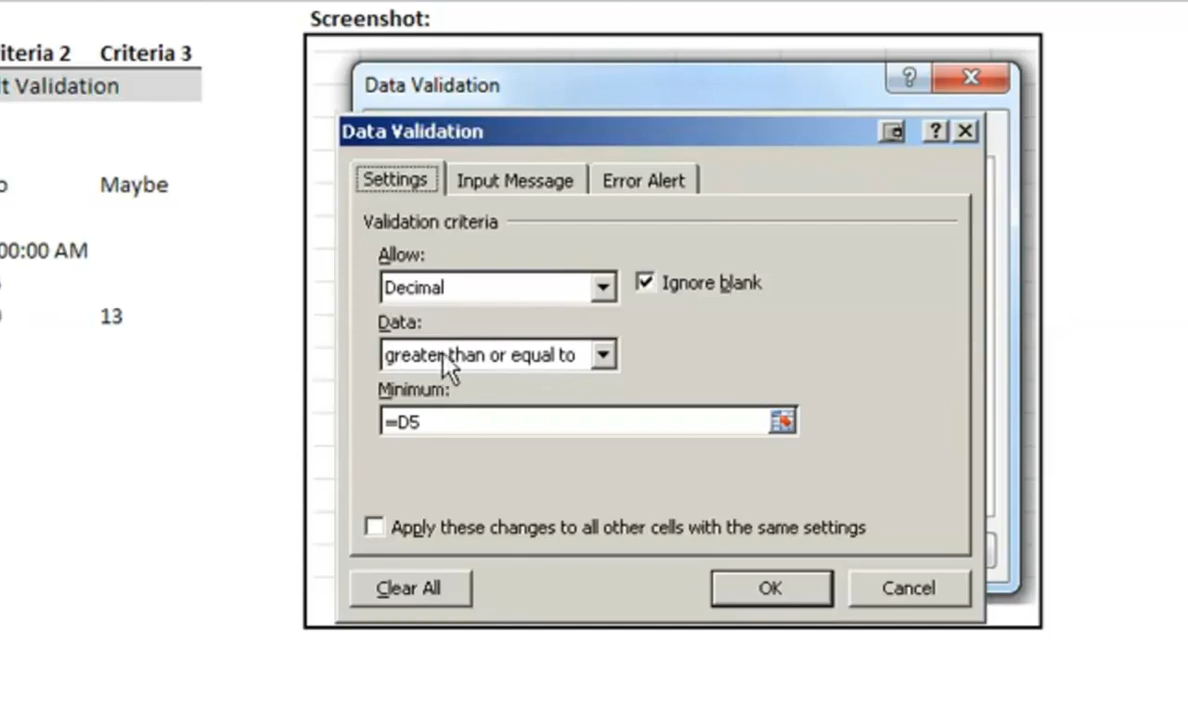 Screenshot:
iteria 2 Criteria 3
t Validation
Maybe
00:00 AM
13
Data Validation
Data Validation
Settings Input Message Error Alert
Validation criteria
Allow:
Decimal Ignore blank
Data:
greater than or equal to
Minimum:
=D5
Apply these changes to all other cells with the same settings
Clear All OK Cancel